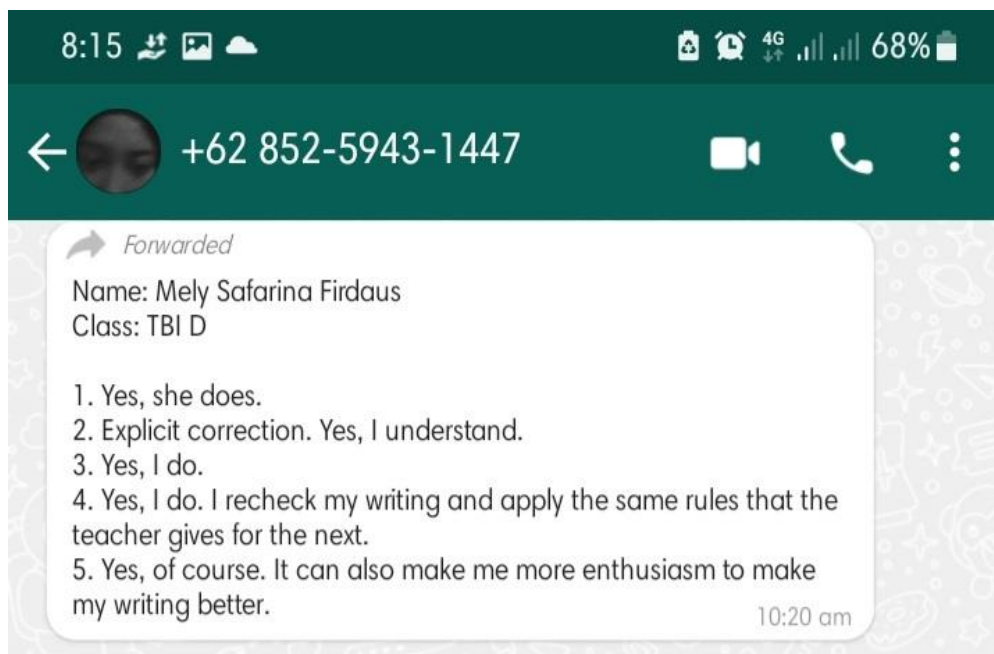 8:15
4G 68%
+62 852-5943-1447
Forwarded
Name: Mely Safarina Firdaus
Class: TBI D
1. Yes, she does.
2. Explicit correction. Yes, I understand.
3. Yes, I do.
4. Yes, I do. I recheck my writing and apply the same rules that the
teacher gives for the next.
5. Yes, of course. It can also make me more enthusiasm to make
my writing better.
10:20 am